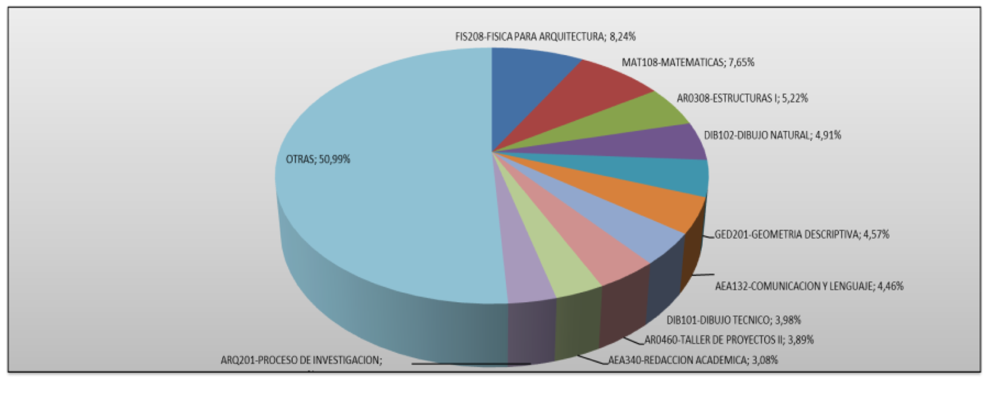 FIS208-FISICA PARA ARQUITECTURA; 8,24%
MAT108-MATEMATICAS; 7,65%
AR0308-ESTRUCTURAS I; 5,22%
DIB102-DIBUJO NATURAL; 4,91%
OTRAS; 50,99%
GED201-GEOMETRIA DESCRIPTIVA; 4,57%
AEA132-COMUNICACION Y LENGUAJE; 4,46%
DIB101-DIBUJO TECNICO; 3,98%
AR0460-TALLER DE PROYECTOS II; 3,89%
ARQ201-PROCESO DE INVESTIGACION;
AEA340-REDACCION ACADEMICA; 3,08%